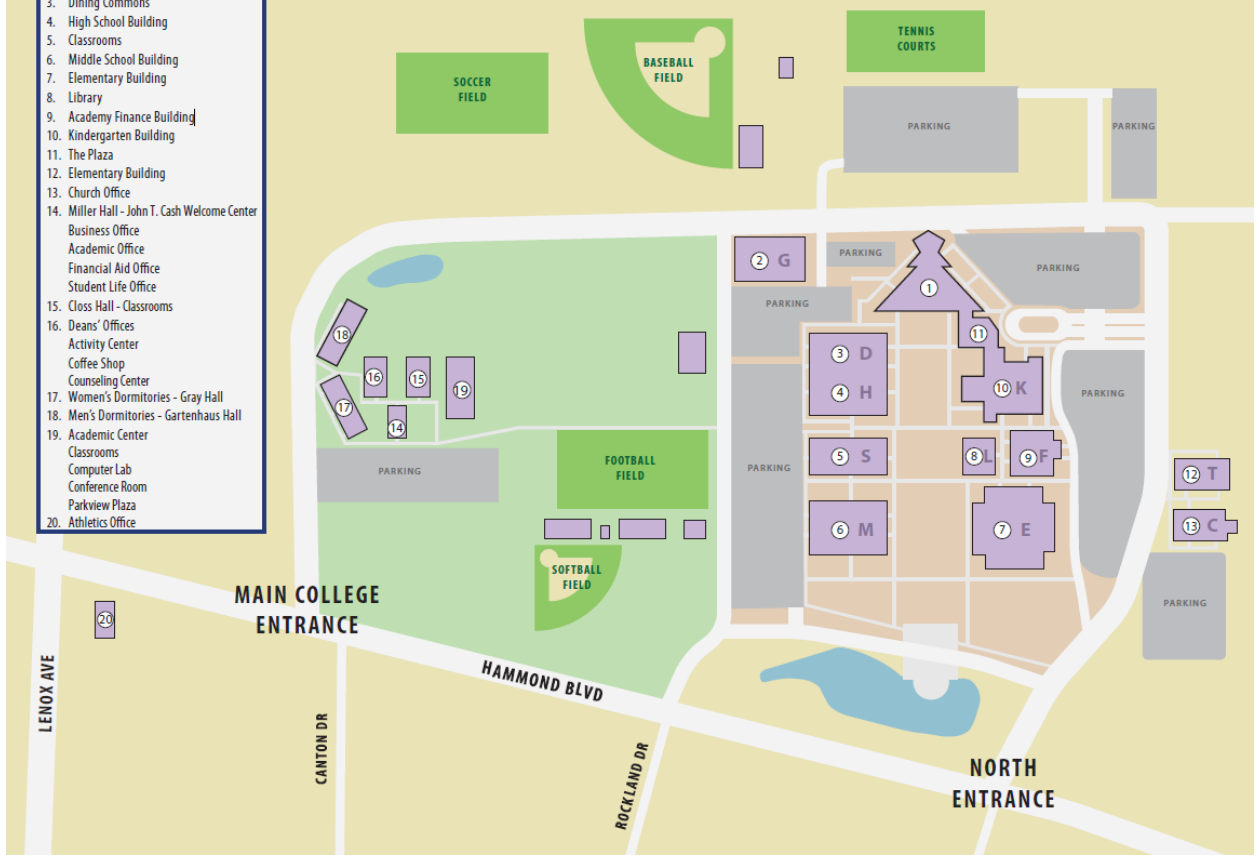 3. Dining Commons
4. High School Building
5. Classrooms
6. Middle School Building
7. Elementary Building
8. Library
9. Academy Finance Building
10. Kindergarten Building
11. The Plaza
12. Elementary Building
13. Church Office
14. Miller Hall - John T. Cash Welcome Center
Business Office
Academic Office
Financial Aid Office
Student Life Office
15. Closs Hall - Classrooms
16. Deans' Offices
Activity Center
Coffee Shop
Counseling Center
17. Women's Dormitories - Gray Hall
18. Men's Dormitories - Gartenhaus Hall
19. Academic Center
Classrooms
Computer Lab
Conference Room
Parkview Plaza
20. Athletics Office
SOCCER
FIELD
BASEBALL
FIELD
TENNIS
COURTS
PARKING
PARKING
2 G
PARKING
PARKING
1
PARKING
11
3 D
4 H
10 K
PARKING
18
16
15
19
17
14
PARKING
FOOTBALL
FIELD
PARKING
5 S
8 L
9 F
12 T
6 M
7 E
13 C
SOFTBALL
FIELD
PARKING
20
MAIN COLLEGE
ENTRANCE
HAMMOND BLVD
LENOX AVE
CANTON DR
ROCKLAND DR
NORTH
ENTRANCE